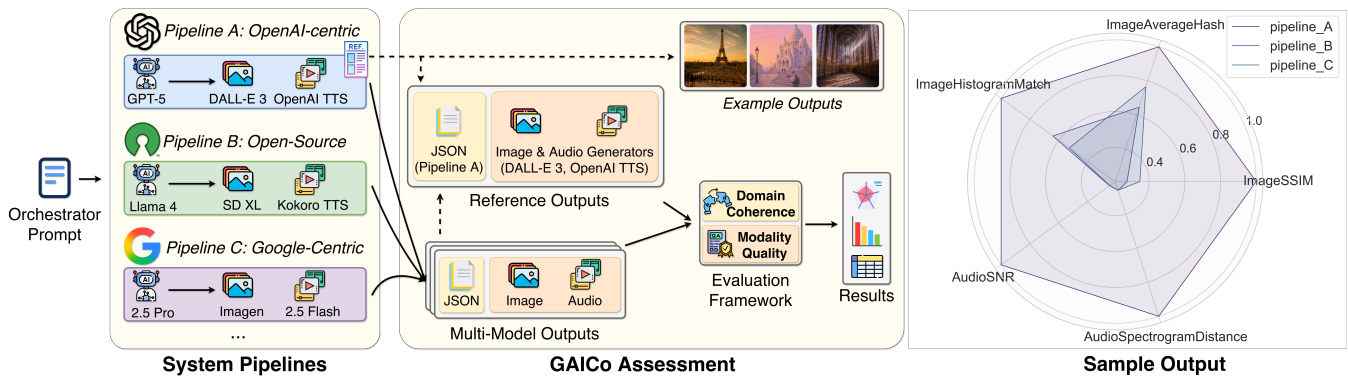 Pipeline A: OpenAI-centric
REF.
AI
GPT-5
DALL-E 3
OpenAI TTS
Pipeline B: Open-Source
AI
Llama 4
SD XL
Kokoro TTS
Pipeline C: Google-Centric
AI
2.5 Pro
Imagen
2.5 Flash
...
Orchestrator
Prompt
System Pipelines
JSON
(Pipeline A)
Image & Audio Generators
(DALL-E 3, OpenAI TTS)
Reference Outputs
Example Outputs
JSON
Image
Audio
Multi-Model Outputs
Domain
Coherence
QA
Modality
Quality
Evaluation
Framework
Results
GAICo Assessment
ImageAverageHash
pipeline_A
pipeline_B
pipeline_C
ImageHistogramMatch
1.0
0.8
0.6
0.4
ImageSSIM
AudioSNR
AudioSpectrogramDistance
Sample Output